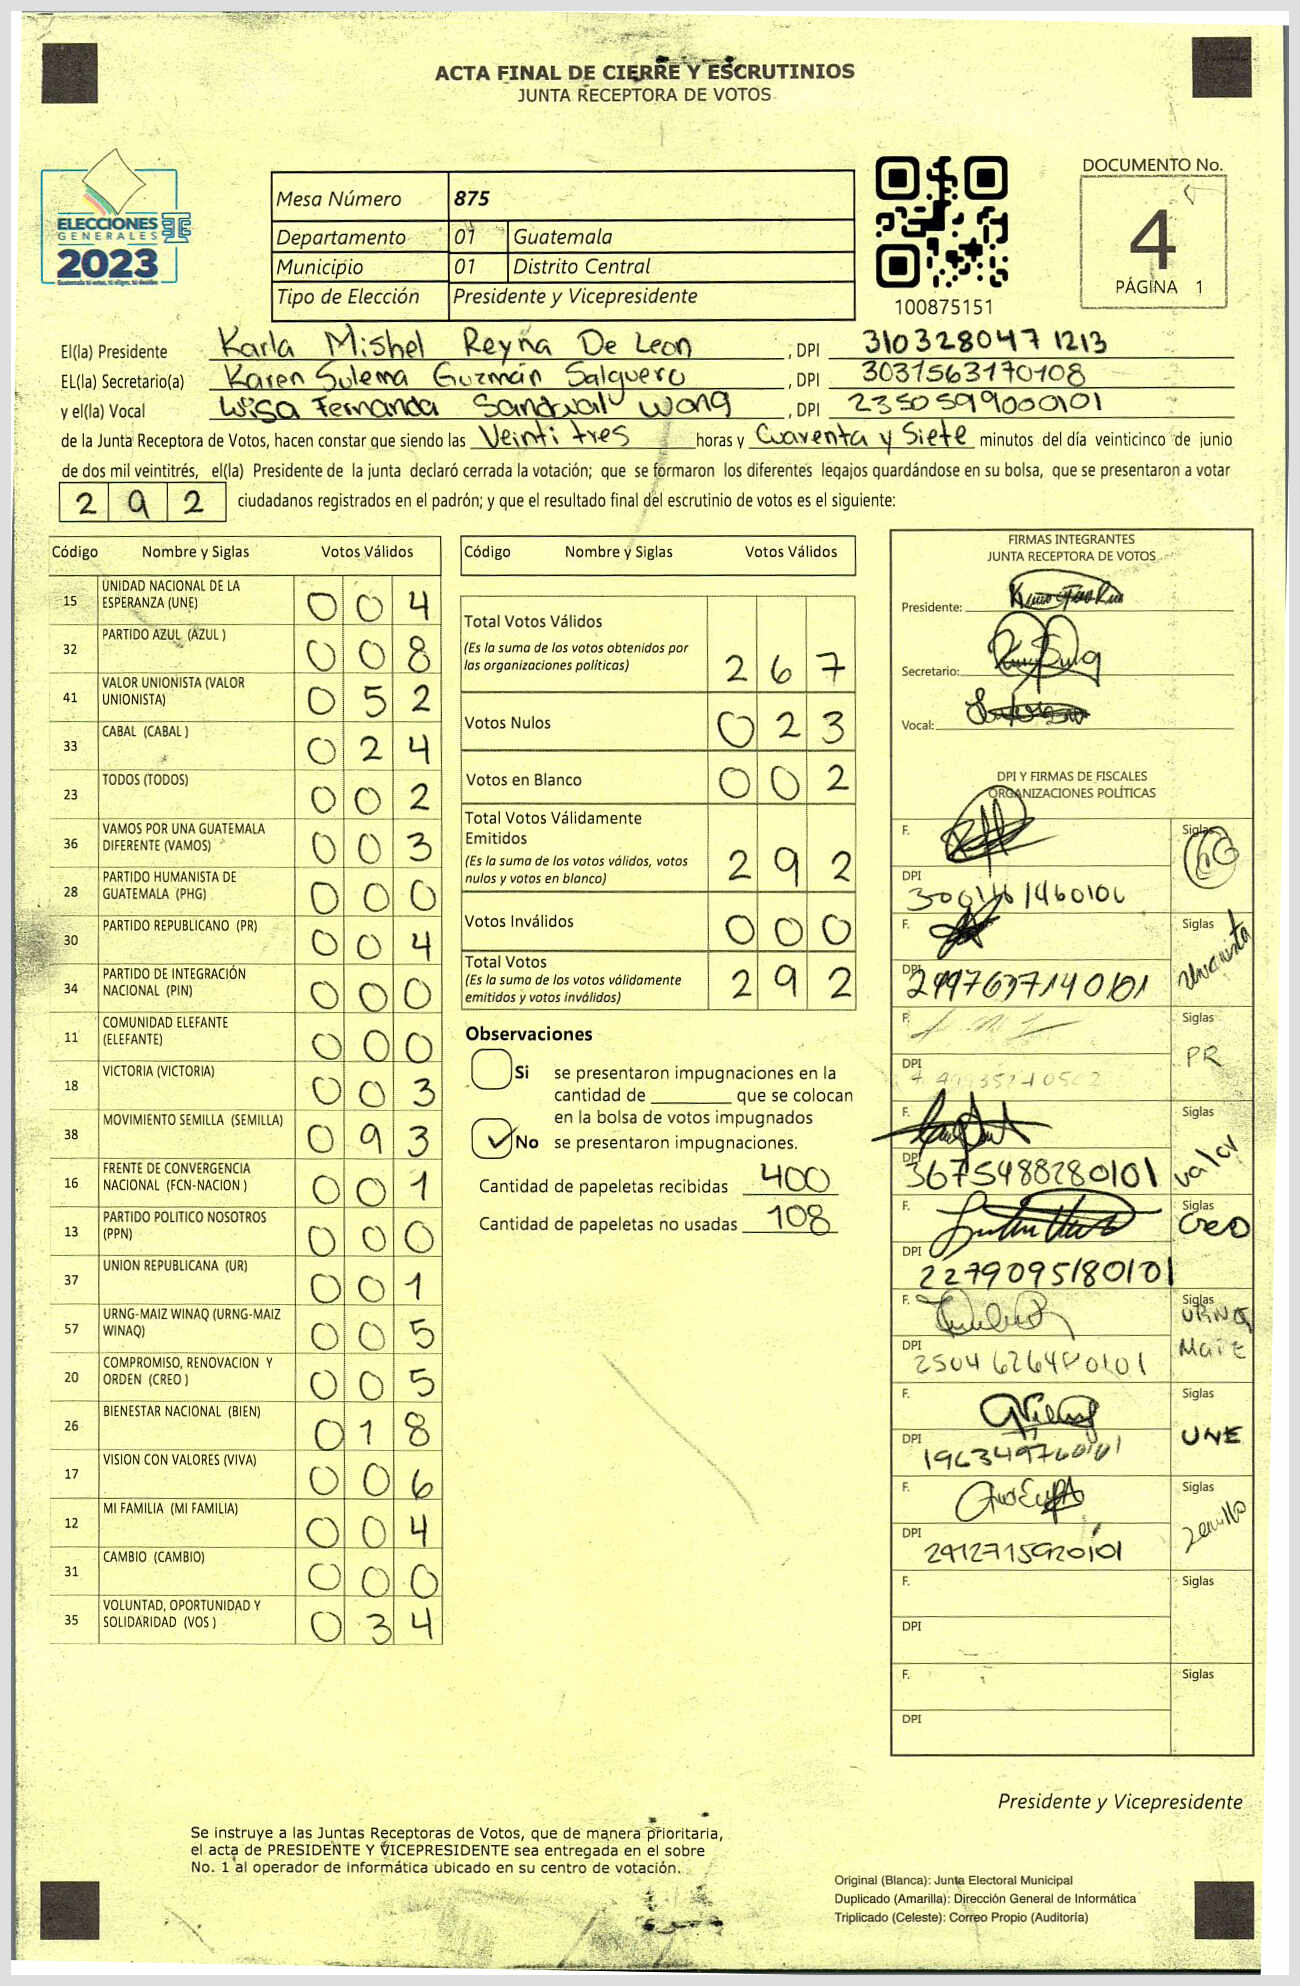 ACTA FINAL DE CIERRE Y ESCRUTINIOS
JUNTA RECEPTORA DE VOTOS
ELECCIONES
GENERALES
2023
Mesa Número 875
Departamento 01 Guatemala
Municipio 01 Distrito Central
Tipo de Elección Presidente y Vicepresidente
100875151
DOCUMENTO No.
4
PÁGINA 1
El(la) Presidente Karla Mishel Reyna De Leon , DPI 310328047 1213
EL(la) Secretario(a) Karen Sulema Guzmán Salguero , DPI 3031563170108
y el(la) Vocal Luisa Fernanda Sandoval Wong , DPI 2350599000101
de la Junta Receptora de Votos, hacen constar que siendo las Veinti tres horas y Cuarenta y Siete minutos del día veinticinco de junio
de dos mil veintitrés, el(la) Presidente de la junta declaró cerrada la votación; que se formaron los diferentes legajos guardándose en su bolsa, que se presentaron a votar
292 ciudadanos registrados en el padrón; y que el resultado final del escrutinio de votos es el siguiente:
Código Nombre y Siglas Votos Válidos
15 UNIDAD NACIONAL DE LA ESPERANZA (UNE) 0 0 4
32 PARTIDO AZUL (AZUL ) 0 0 8
41 VALOR UNIONISTA (VALOR UNIONISTA) 0 5 2
33 CABAL (CABAL ) 0 2 4
23 TODOS (TODOS) 0 0 2
36 VAMOS POR UNA GUATEMALA DIFERENTE (VAMOS) 0 0 3
28 PARTIDO HUMANISTA DE GUATEMALA (PHG) 0 0 0
30 PARTIDO REPUBLICANO (PR) 0 0 4
34 PARTIDO DE INTEGRACIÓN NACIONAL (PIN) 0 0 0
11 COMUNIDAD ELEFANTE (ELEFANTE) 0 0 0
18 VICTORIA (VICTORIA) 0 0 3
38 MOVIMIENTO SEMILLA (SEMILLA) 0 9 3
16 FRENTE DE CONVERGENCIA NACIONAL (FCN-NACION ) 0 0 1
13 PARTIDO POLITICO NOSOTROS (PPN) 0 0 0
37 UNION REPUBLICANA (UR) 0 0 1
57 URNG-MAIZ WINAQ (URNG-MAIZ WINAQ) 0 0 5
20 COMPROMISO, RENOVACION Y ORDEN (CREO ) 0 0 5
26 BIENESTAR NACIONAL (BIEN) 0 1 8
17 VISION CON VALORES (VIVA) 0 0 6
12 MI FAMILIA (MI FAMILIA) 0 0 4
31 CAMBIO (CAMBIO) 0 0 0
35 VOLUNTAD, OPORTUNIDAD Y SOLIDARIDAD (VOS ) 0 3 4
Código Nombre y Siglas Votos Válidos
Total Votos Válidos
(Es la suma de los votos obtenidos por
las organizaciones políticas) 2 6 7
Votos Nulos 0 2 3
Votos en Blanco 0 0 2
Total Votos Válidamente
Emitidos
(Es la suma de los votos válidos, votos
nulos y votos en blanco) 2 9 2
Votos Inválidos 0 0 0
Total Votos
(Es la suma de los votos válidamente
emitidos y votos inválidos) 2 9 2
Observaciones
Si se presentaron impugnaciones en la
cantidad de ________ que se colocan
en la bolsa de votos impugnados
No se presentaron impugnaciones.
Cantidad de papeletas recibidas 400
Cantidad de papeletas no usadas 108
FIRMAS INTEGRANTES
JUNTA RECEPTORA DE VOTOS
Presidente:
Secretario:
Vocal:
DPI Y FIRMAS DE FISCALES
ORGANIZACIONES POLÍTICAS
F. Siglas
DPI
F. Siglas Unionista
DPI
F. Siglas PR
DPI
F. Siglas Valor
DPI 3675488280101
F. Siglas Creo
DPI 2279095180101
F. Siglas URNG Maiz
DPI
F. Siglas UNE
DPI 196349760101
F. Siglas
DPI 2912715920101
F. Siglas
DPI
F. Siglas
DPI
Presidente y Vicepresidente
Se instruye a las Juntas Receptoras de Votos, que de manera prioritaria,
el acta de PRESIDENTE Y VICEPRESIDENTE sea entregada en el sobre
No. 1 al operador de informática ubicado en su centro de votación.
Original (Blanca): Junta Electoral Municipal
Duplicado (Amarilla): Dirección General de Informática
Triplicado (Celeste): Correo Propio (Auditoría)